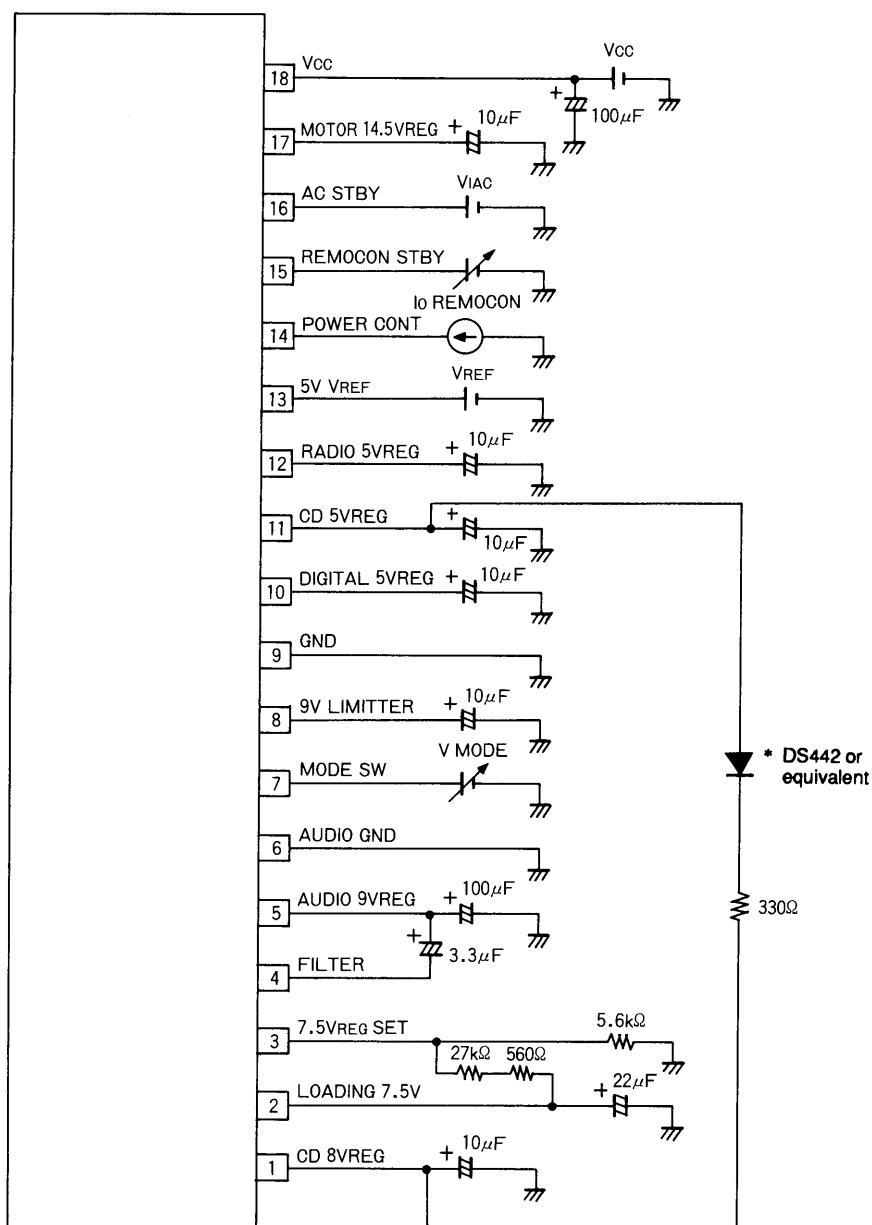 18 Vcc Vcc
+ 100μF
17 MOTOR 14.5VREG + 10μF
16 AC STBY VIAC
15 REMOCON STBY
Io REMOCON
14 POWER CONT
13 5V VREF VREF
12 RADIO 5VREG + 10μF
11 CD 5VREG + 10μF
10 DIGITAL 5VREG + 10μF
9 GND
8 9V LIMITTER + 10μF
7 MODE SW V MODE
* DS442 or
equivalent
6 AUDIO GND
5 AUDIO 9VREG + 100μF
330Ω
+ 3.3μF
4 FILTER
3 7.5VREG SET 5.6kΩ
27kΩ 560Ω
2 LOADING 7.5V + 22μF
1 CD 8VREG + 10μF